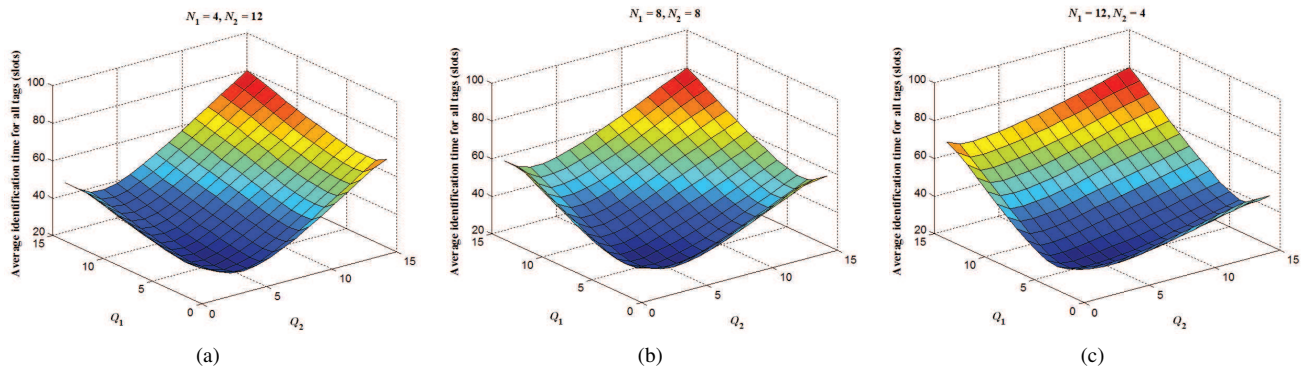 N1 = 4, N2 = 12
Average identification time for all tags (slots)
100
80
60
40
20
15
10
5
0
0
5
10
15
Q1
Q2
(a)
N1 = 8, N2 = 8
Average identification time for all tags (slots)
100
80
60
40
20
15
10
5
0
0
5
10
15
Q1
Q2
(b)
N1 = 12, N2 = 4
Average identification time for all tags (slots)
100
80
60
40
20
15
10
5
0
0
5
10
15
Q1
Q2
(c)